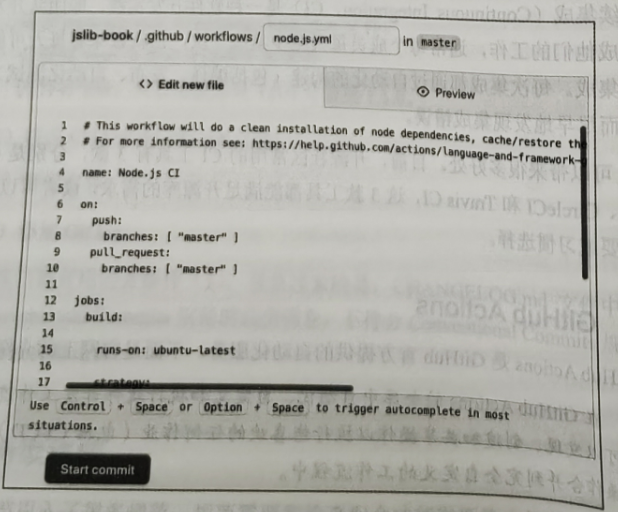 jslib-book / .github / workflows / node.js.yml in master
<> Edit new file
Preview
1 # This workflow will do a clean installation of node dependencies, cache/restore the
2 # For more information see: https://help.github.com/actions/language-and-framework-
3
4 name: Node.js CI
5
6 on:
7 push:
8 branches: [ "master" ]
9 pull_request:
10 branches: [ "master" ]
11
12 jobs:
13 build:
14
15 runs-on: ubuntu-latest
16
17 strategy:
Use Control + Space or Option + Space to trigger autocomplete in most
situations.
Start commit